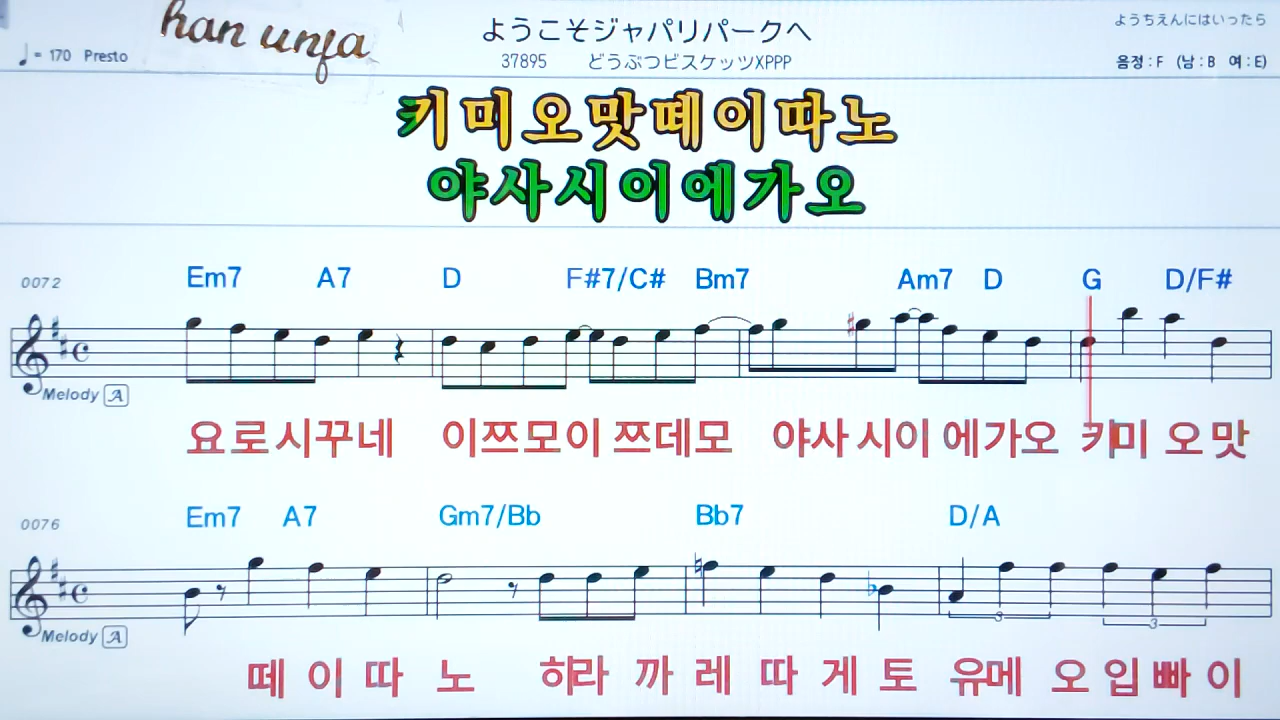 han unja
♩= 170 Presto
ようこそジャパリパークへ
37895 どうぶつビスケッツXPPP
ようちえんにはいったら
음정 : F (남 : B 여 : E)
키미오맛떼이따노
야사시이에가오
0072
Em7 A7 D F#7/C# Bm7 Am7 D G D/F#
Melody A
요로시꾸네 이쯔모이쯔데모 야사시이에가오 키미오맛
0076
Em7 A7 Gm7/Bb Bb7 D/A
3 3
Melody A
떼이따노 히라까레따게토 유메오입빠이